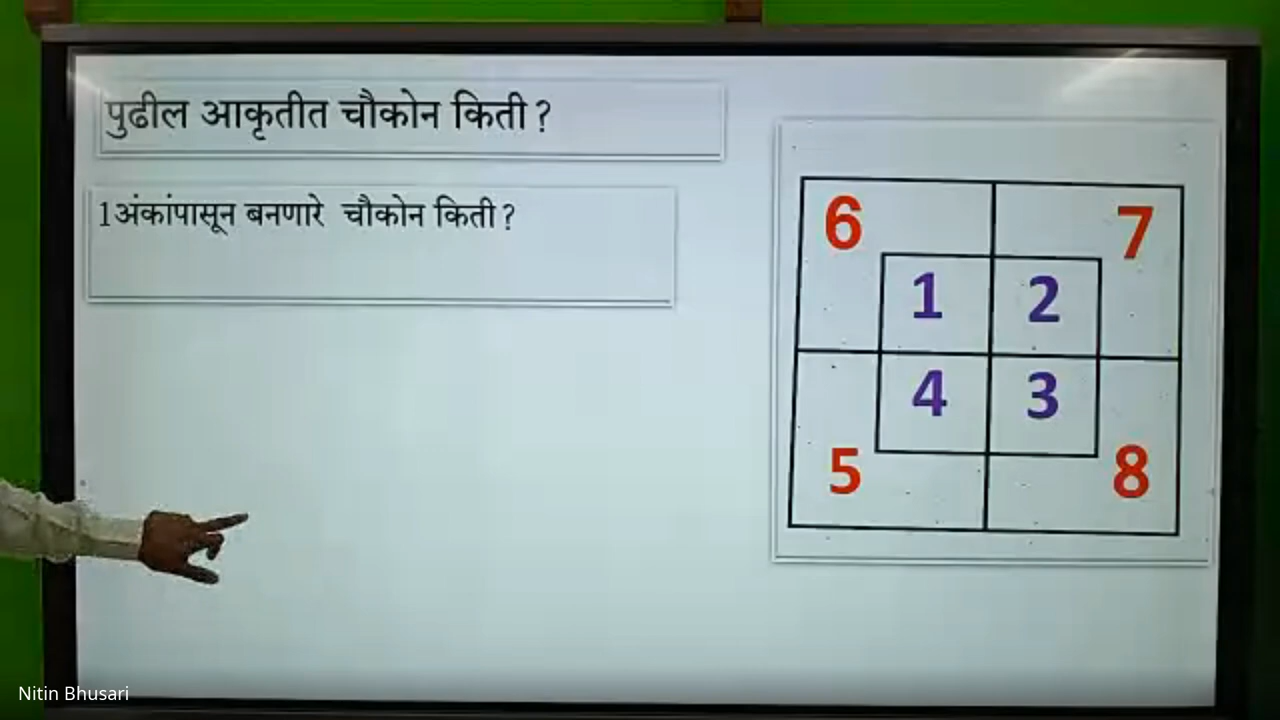 पुढील आकृतीत चौकोन किती?
1अंकांपासून बनणारे चौकोन किती?
6
7
1
2
4
3
5
8
Nitin Bhusari